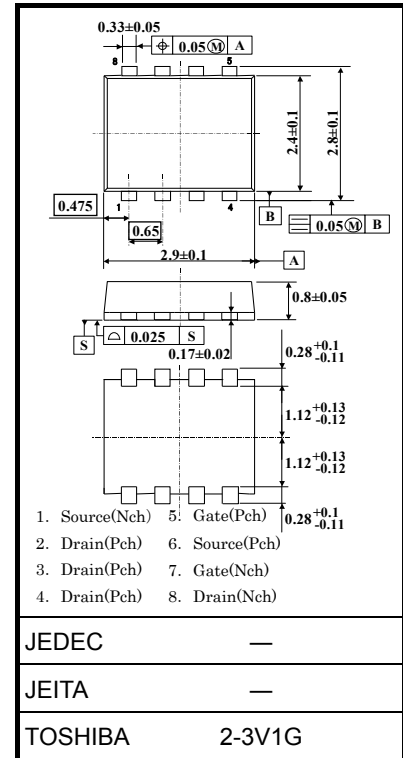 0.33±0.05
⌖ 0.05Ⓜ A
8 5
2.4±0.1
2.8±0.1
0.475
1 4
B
0.65
⌯ 0.05Ⓜ B
2.9±0.1
A
0.8±0.05
S
⌓ 0.025 S
0.17±0.02
0.28 +0.1 -0.11
1.12 +0.13 -0.12
1.12 +0.13 -0.12
0.28 +0.1 -0.11
1. Source(Nch) 5. Gate(Pch)
2. Drain(Pch) 6. Source(Pch)
3. Drain(Pch) 7. Gate(Nch)
4. Drain(Pch) 8. Drain(Nch)
JEDEC —
JEITA —
TOSHIBA 2-3V1G